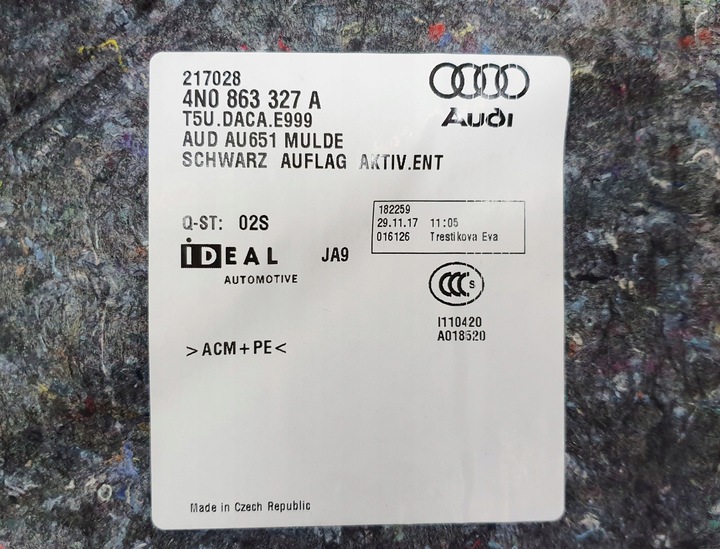 217028
4N0 863 327 A
T5U.DACA.E999
AUD AU651 MULDE
SCHWARZ AUFLAG AKTIV.ENT
Audi
Q-ST: 02S
182259
29.11.17 11:05
016126 Trestikova Eva
iDEAL JA9
AUTOMOTIVE
CCC S
I110420
A018520
>ACM+PE<
Made in Czech Republic